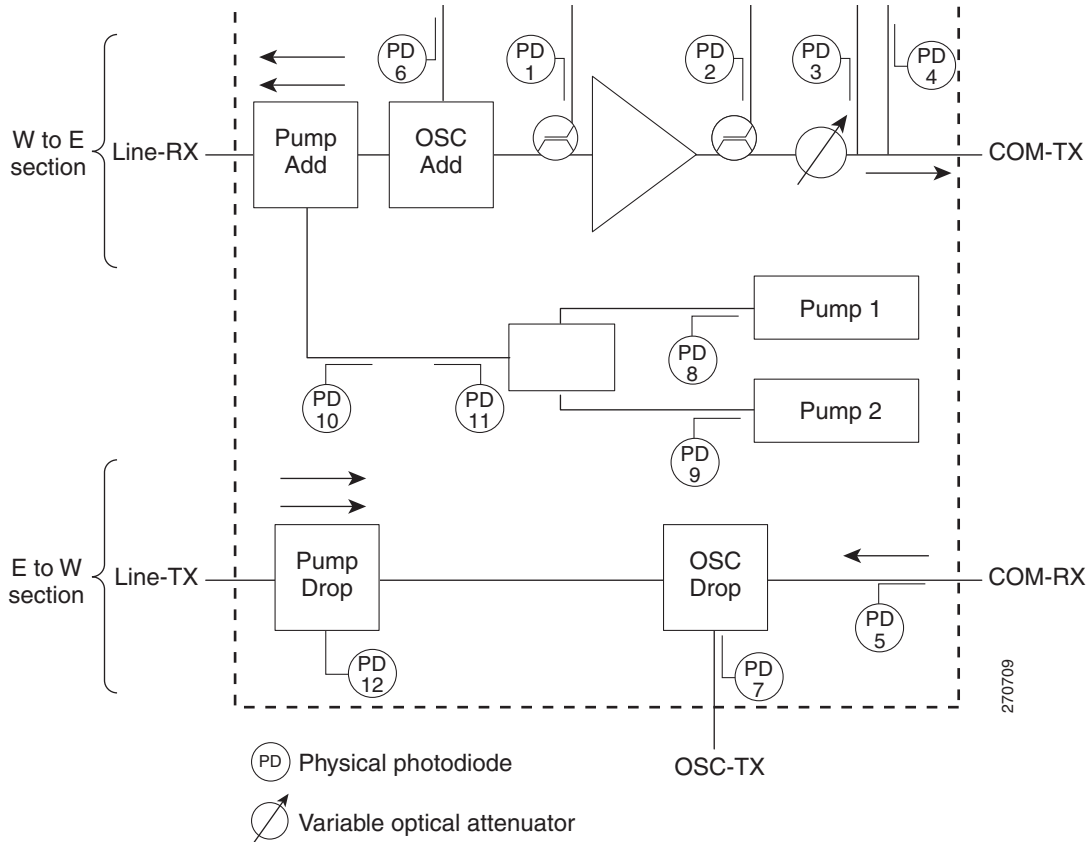 PD
6
PD
1
PD
2
PD
3
PD
4
W to E
section
Line-RX
Pump
Add
OSC
Add
COM-TX
Pump 1
PD
8
PD
10
PD
11
Pump 2
PD
9
E to W
section
Line-TX
Pump
Drop
OSC
Drop
COM-RX
PD
5
PD
12
PD
7
270709
OSC-TX
PD Physical photodiode
Variable optical attenuator